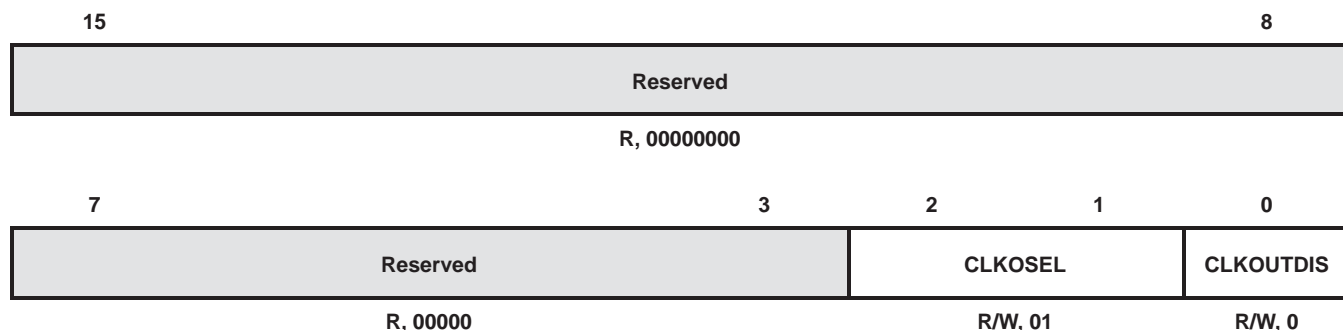 15 8
Reserved
R, 00000000
7 3 2 1 0
Reserved CLKOSEL CLKOUTDIS
R, 00000 R/W, 01 R/W, 0